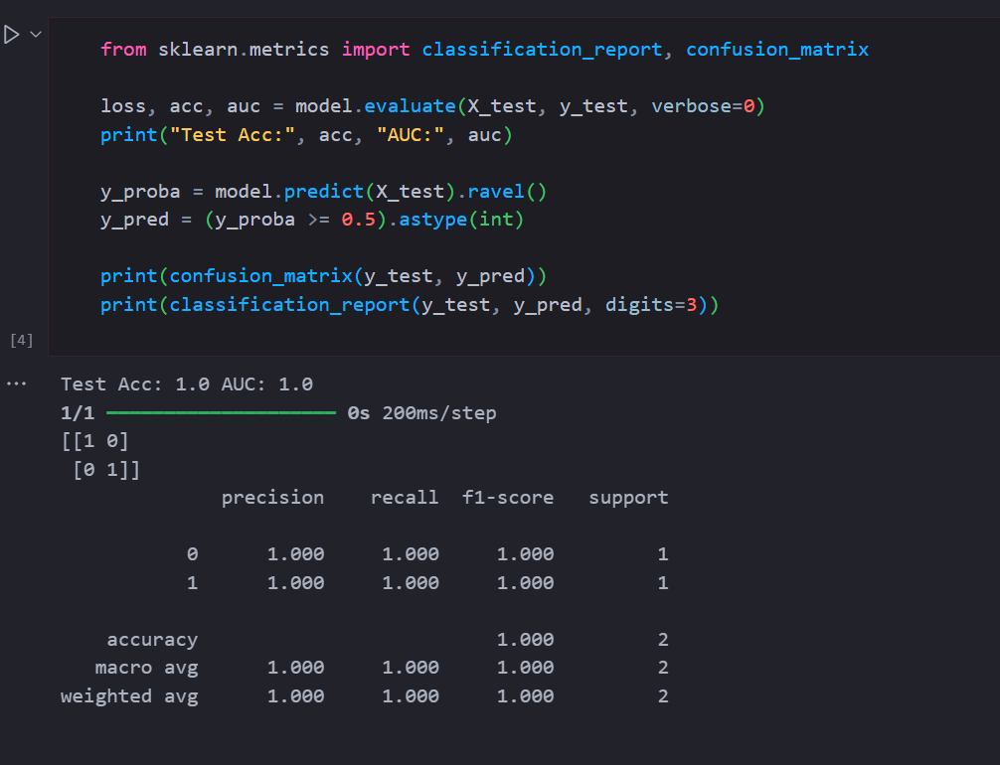 from sklearn.metrics import classification_report, confusion_matrix
loss, acc, auc = model.evaluate(X_test, y_test, verbose=0)
print("Test Acc:", acc, "AUC:", auc)
y_proba = model.predict(X_test).ravel()
y_pred = (y_proba >= 0.5).astype(int)
print(confusion_matrix(y_test, y_pred))
print(classification_report(y_test, y_pred, digits=3))
[4]
... Test Acc: 1.0 AUC: 1.0
1/1 ━━━━━━━━━━━━━━━━━━━━ 0s 200ms/step
[[1 0]
 [0 1]]
              precision    recall  f1-score   support
           0      1.000     1.000     1.000         1
           1      1.000     1.000     1.000         1
    accuracy                          1.000         2
   macro avg      1.000     1.000     1.000         2
weighted avg      1.000     1.000     1.000         2